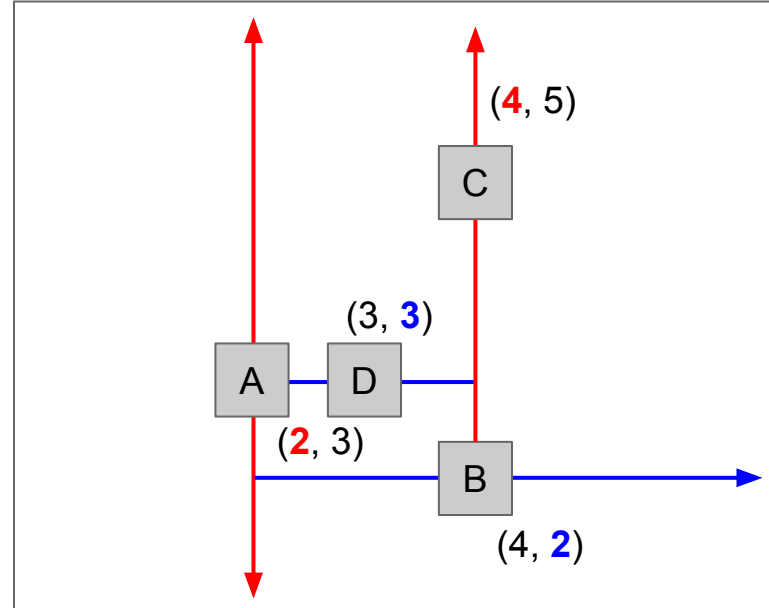 (4, 5)
C
(3, 3)
A
D
(2, 3)
B
(4, 2)